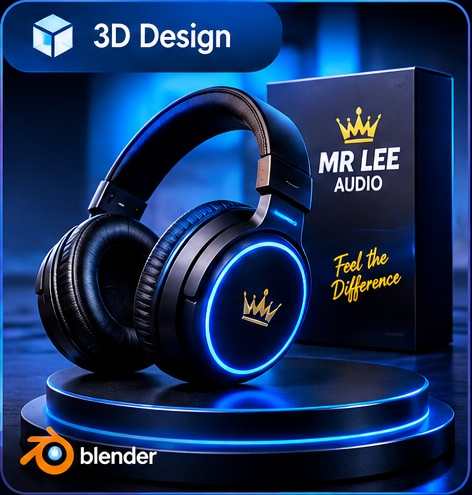 3D Design
MR LEE
AUDIO
Feel the
Difference
blender